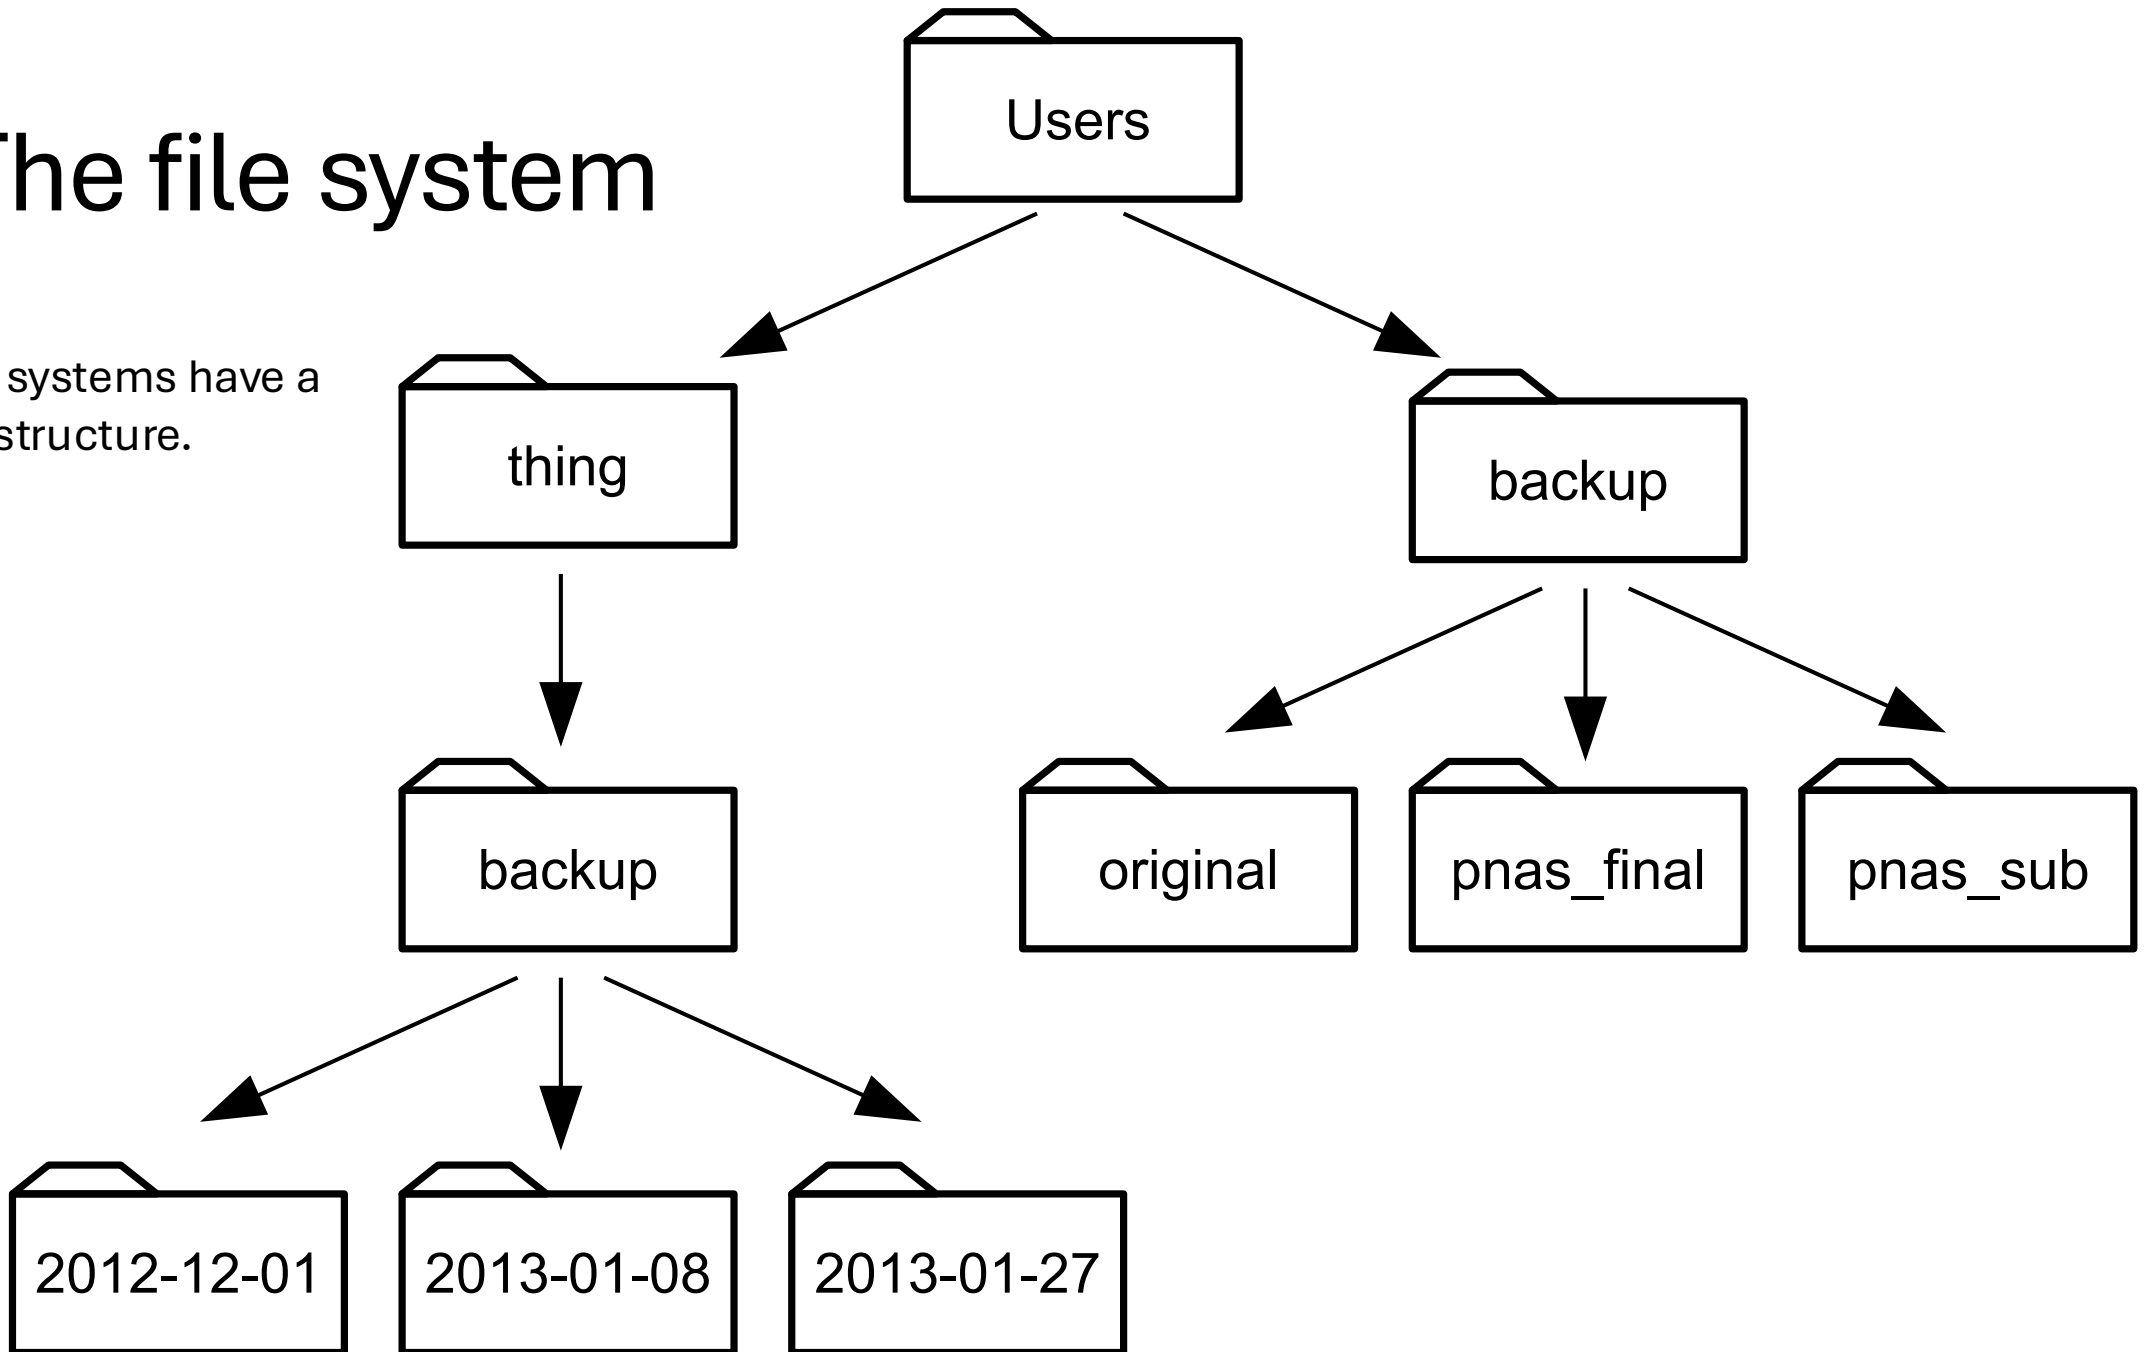 The file system
systems have a
structure.
Users
thing
backup
backup
original
pnas_final
pnas_sub
2012-12-01
2013-01-08
2013-01-27